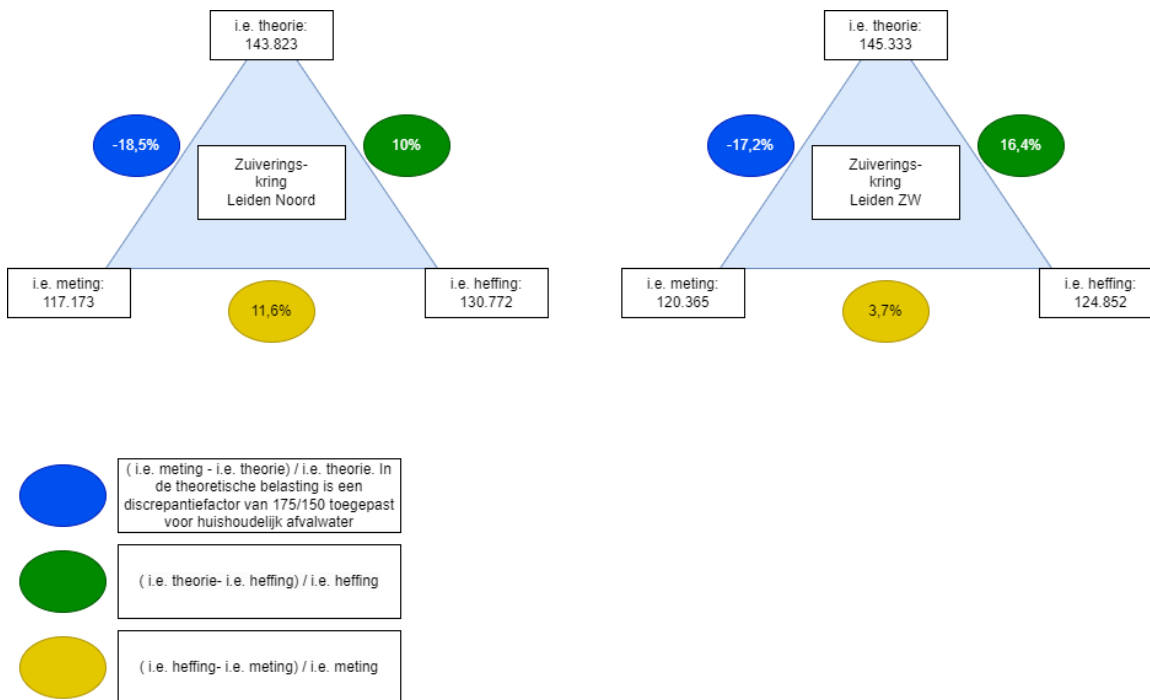 i.e. theorie:
143.823
-18,5%
10%
Zuiverings-
kring
Leiden Noord
i.e. meting:
117.173
11,6%
i.e. heffing:
130.772
i.e. theorie:
145.333
-17,2%
16,4%
Zuiverings-
kring
Leiden ZW
i.e. meting:
120.365
3,7%
i.e. heffing:
124.852
( i.e. meting - i.e. theorie) / i.e. theorie. In
de theoretische belasting is een
discrepantiefactor van 175/150 toegepast
voor huishoudelijk afvalwater
( i.e. theorie- i.e. heffing) / i.e. heffing
( i.e. heffing- i.e. meting) / i.e. meting